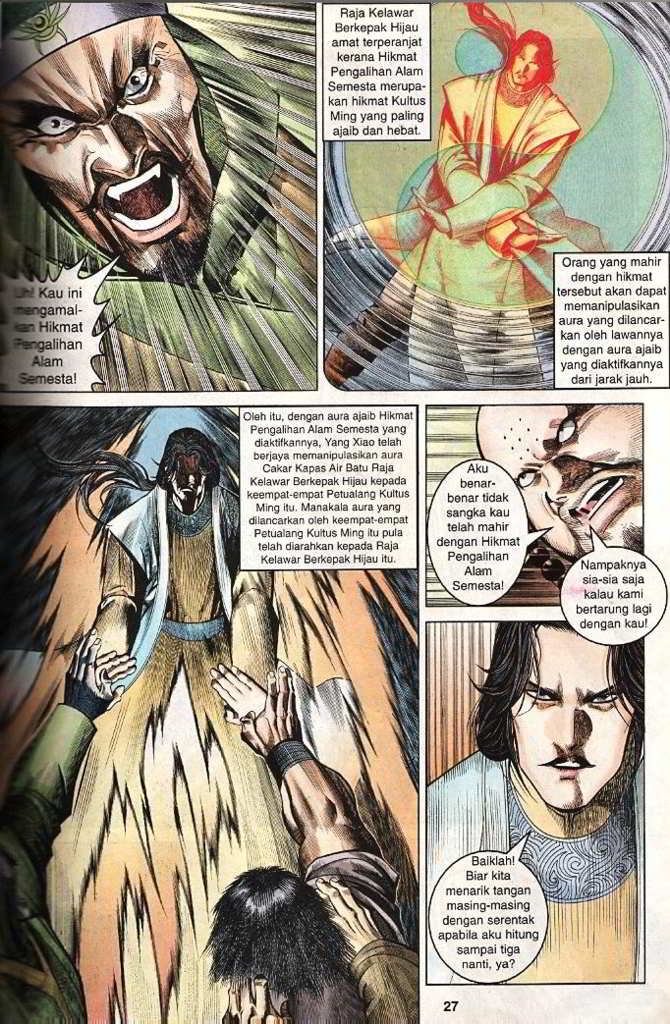 Uh! Kau ini
mengamal-
kan Hikmat
Pengalihan
Alam
Semesta!
Raja Kelawar
Berkepak Hijau
amat terperanjat
kerana Hikmat
Pengalihan Alam
Semesta merupa-
kan hikmat Kultus
Ming yang paling
ajaib dan hebat.
Orang yang mahir
dengan hikmat
tersebut akan dapat
memanipulasikan
aura yang dilancar-
kan oleh lawannya
dengan aura ajaib
yang diaktifkannya
dari jarak jauh.
Oleh itu, dengan aura ajaib Hikmat
Pengalihan Alam Semesta yang
diaktifkannya, Yang Xiao telah
berjaya memanipulasikan aura
Cakar Kapas Air Batu Raja
Kelawar Berkepak Hijau kepada
keempat-empat Petualang Kultus
Ming itu. Manakala aura yang
dilancarkan oleh keempat-empat
Petualang Kultus Ming itu pula
telah diarahkan kepada Raja
Kelawar Berkepak Hijau itu.
Aku
benar-
benar tidak
sangka kau
telah mahir
dengan Hikmat
Pengalihan
Alam
Semesta!
Nampaknya
sia-sia saja
kalau kami
bertarung lagi
dengan kau!
Baiklah!
Biar kita
menarik tangan
masing-masing
dengan serentak
apabila aku hitung
sampai tiga
nanti, ya?
27